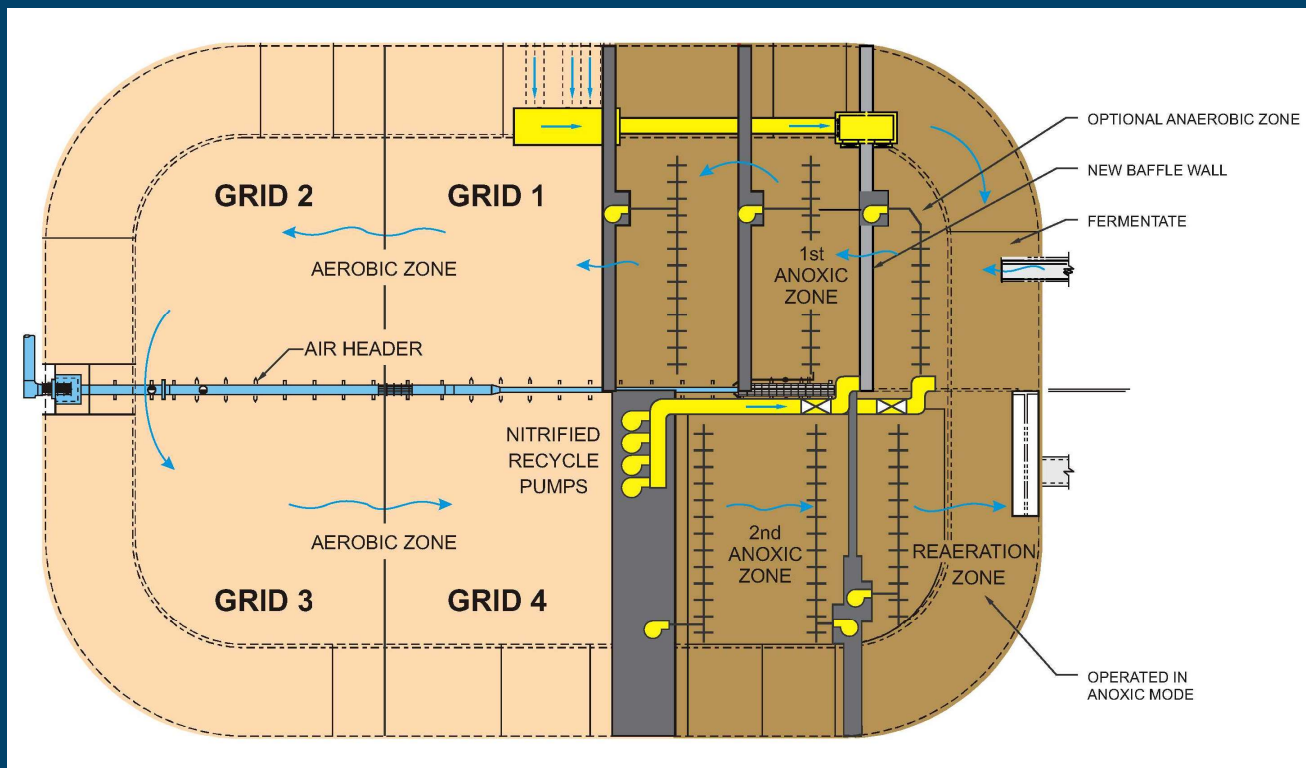 OPTIONAL ANAEROBIC ZONE
NEW BAFFLE WALL
GRID 2
GRID 1
FERMENTATE
1st
ANOXIC
ZONE
AEROBIC ZONE
AIR HEADER
NITRIFIED
RECYCLE
PUMPS
AEROBIC ZONE
2nd
ANOXIC
ZONE
REAERATION
ZONE
GRID 3
GRID 4
OPERATED IN
ANOXIC MODE